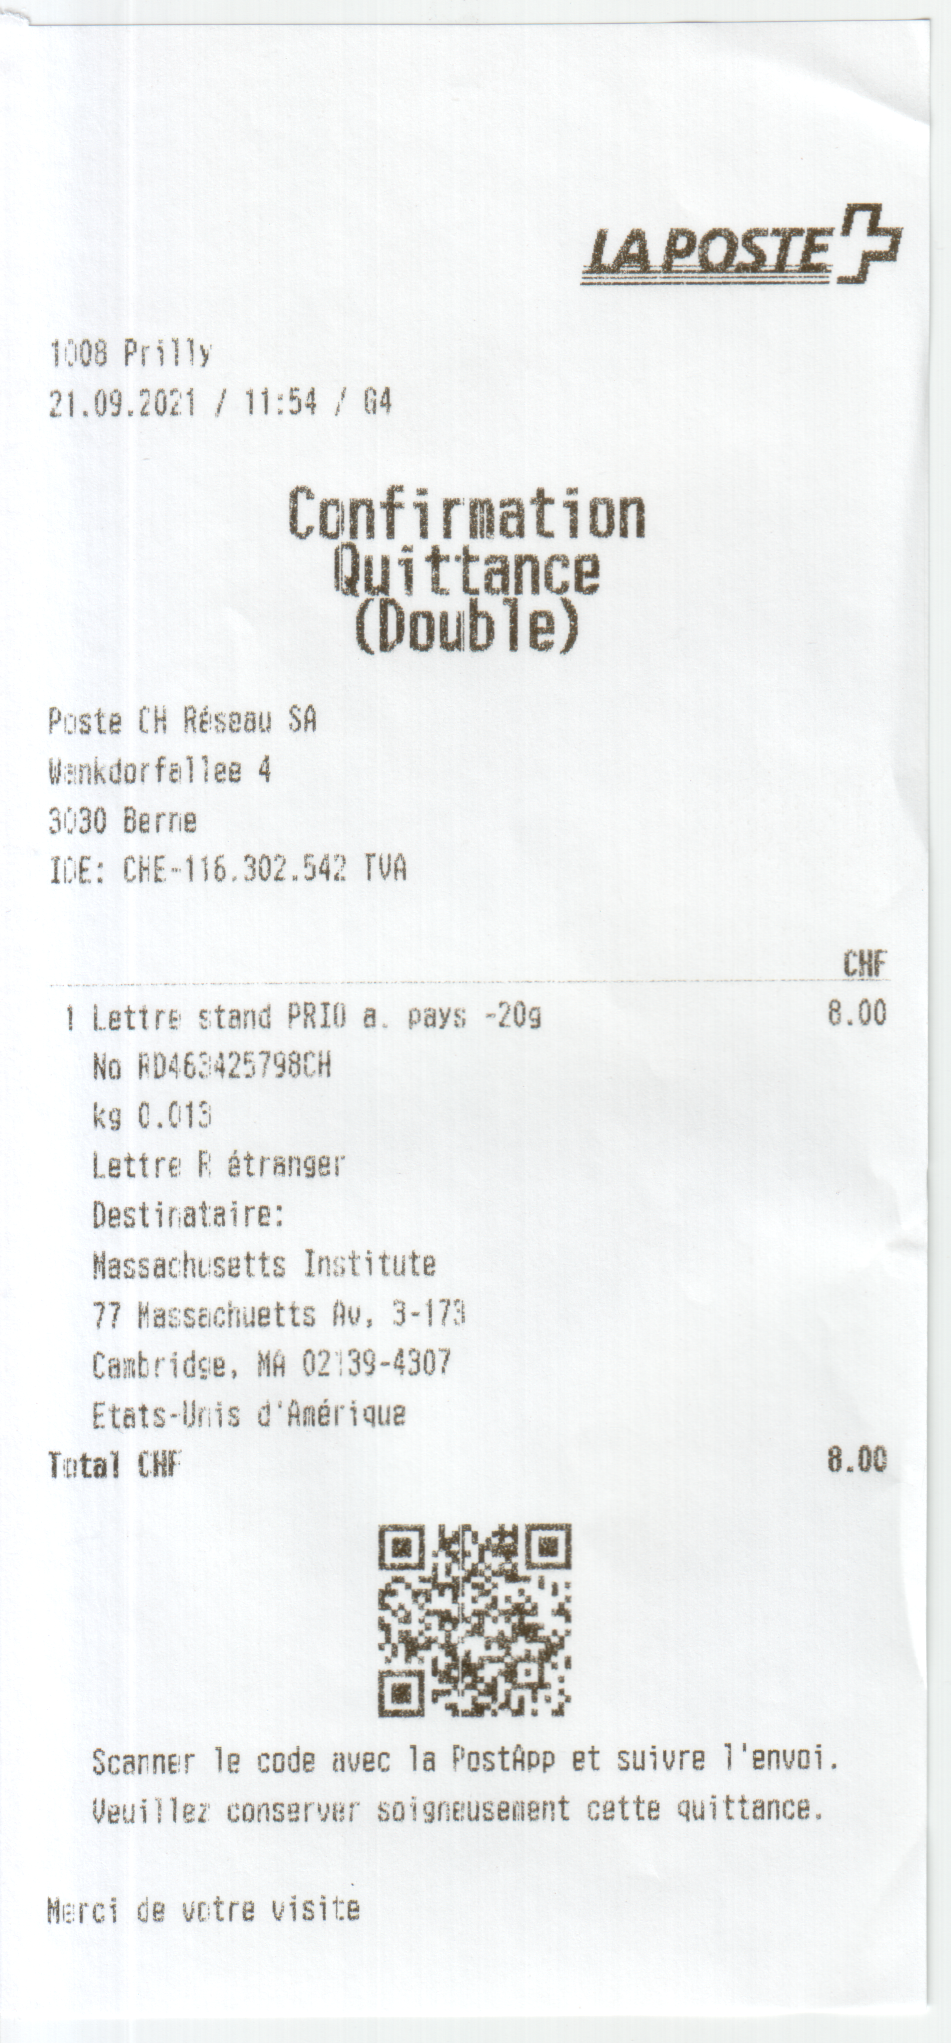 LA POSTE
1008 Prilly
21.09.2021 / 11:54 / G4
Confirmation
Quittance
(Double)
Poste CH Réseau SA
Wankdorfallee 4
3030 Berne
IDE: CHE-116.302.542 TVA
CHF
1 Lettre stand PRIO a. pays -20g 8.00
No RD463425798CH
kg 0.013
Lettre R étranger
Destinataire:
Massachusetts Institute
77 Massachuetts Av, 3-173
Cambridge, MA 02139-4307
Etats-Unis d'Amérique
Total CHF 8.00
Scanner le code avec la PostApp et suivre l'envoi.
Veuillez conserver soigneusement cette quittance.
Merci de votre visite